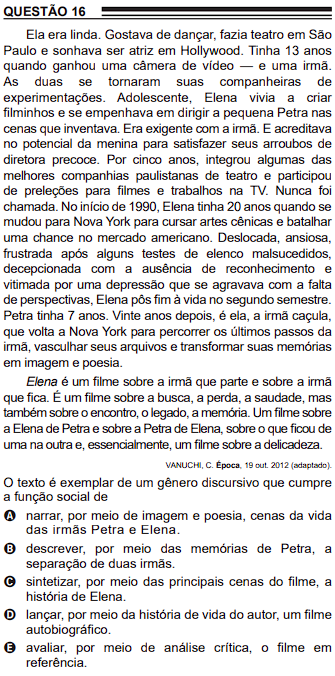 QUESTÃO 16
Ela era linda. Gostava de dançar, fazia teatro em São
Paulo e sonhava ser atriz em Hollywood. Tinha 13 anos
quando ganhou uma câmera de vídeo — e uma irmã.
As duas se tornaram suas companheiras de
experimentações. Adolescente, Elena vivia a criar
filminhos e se empenhava em dirigir a pequena Petra nas
cenas que inventava. Era exigente com a irmã. E acreditava
no potencial da menina para satisfazer seus arroubos de
diretora precoce. Por cinco anos, integrou algumas das
melhores companhias paulistanas de teatro e participou
de preleções para filmes e trabalhos na TV. Nunca foi
chamada. No início de 1990, Elena tinha 20 anos quando se
mudou para Nova York para cursar artes cênicas e batalhar
uma chance no mercado americano. Deslocada, ansiosa,
frustrada após alguns testes de elenco malsucedidos,
decepcionada com a ausência de reconhecimento e
vitimada por uma depressão que se agravava com a falta
de perspectivas, Elena pôs fim à vida no segundo semestre.
Petra tinha 7 anos. Vinte anos depois, é ela, a irmã caçula,
que volta a Nova York para percorrer os últimos passos da
irmã, vasculhar seus arquivos e transformar suas memórias
em imagem e poesia.
Elena é um filme sobre a irmã que parte e sobre a irmã
que fica. É um filme sobre a busca, a perda, a saudade, mas
também sobre o encontro, o legado, a memória. Um filme sobre
a Elena de Petra e sobre a Petra de Elena, sobre o que ficou de
uma na outra e, essencialmente, um filme sobre a delicadeza.
VANUCHI, C. Época, 19 out. 2012 (adaptado).
O texto é exemplar de um gênero discursivo que cumpre
a função social de
A narrar, por meio de imagem e poesia, cenas da vida
das irmãs Petra e Elena.
B descrever, por meio das memórias de Petra, a
separação de duas irmãs.
C sintetizar, por meio das principais cenas do filme, a
história de Elena.
D lançar, por meio da história de vida do autor, um filme
autobiográfico.
E avaliar, por meio de análise crítica, o filme em
referência.